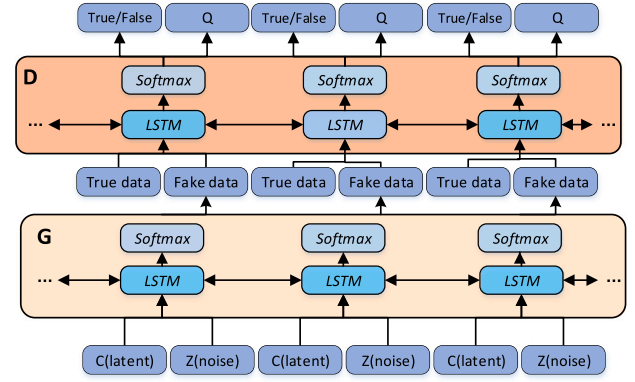 True/False Q True/False Q True/False Q
D
Softmax Softmax Softmax
... LSTM LSTM LSTM ...
True data Fake data True data Fake data True data Fake data
G
Softmax Softmax Softmax
... LSTM LSTM LSTM ...
C(latent) Z(noise) C(latent) Z(noise) C(latent) Z(noise)